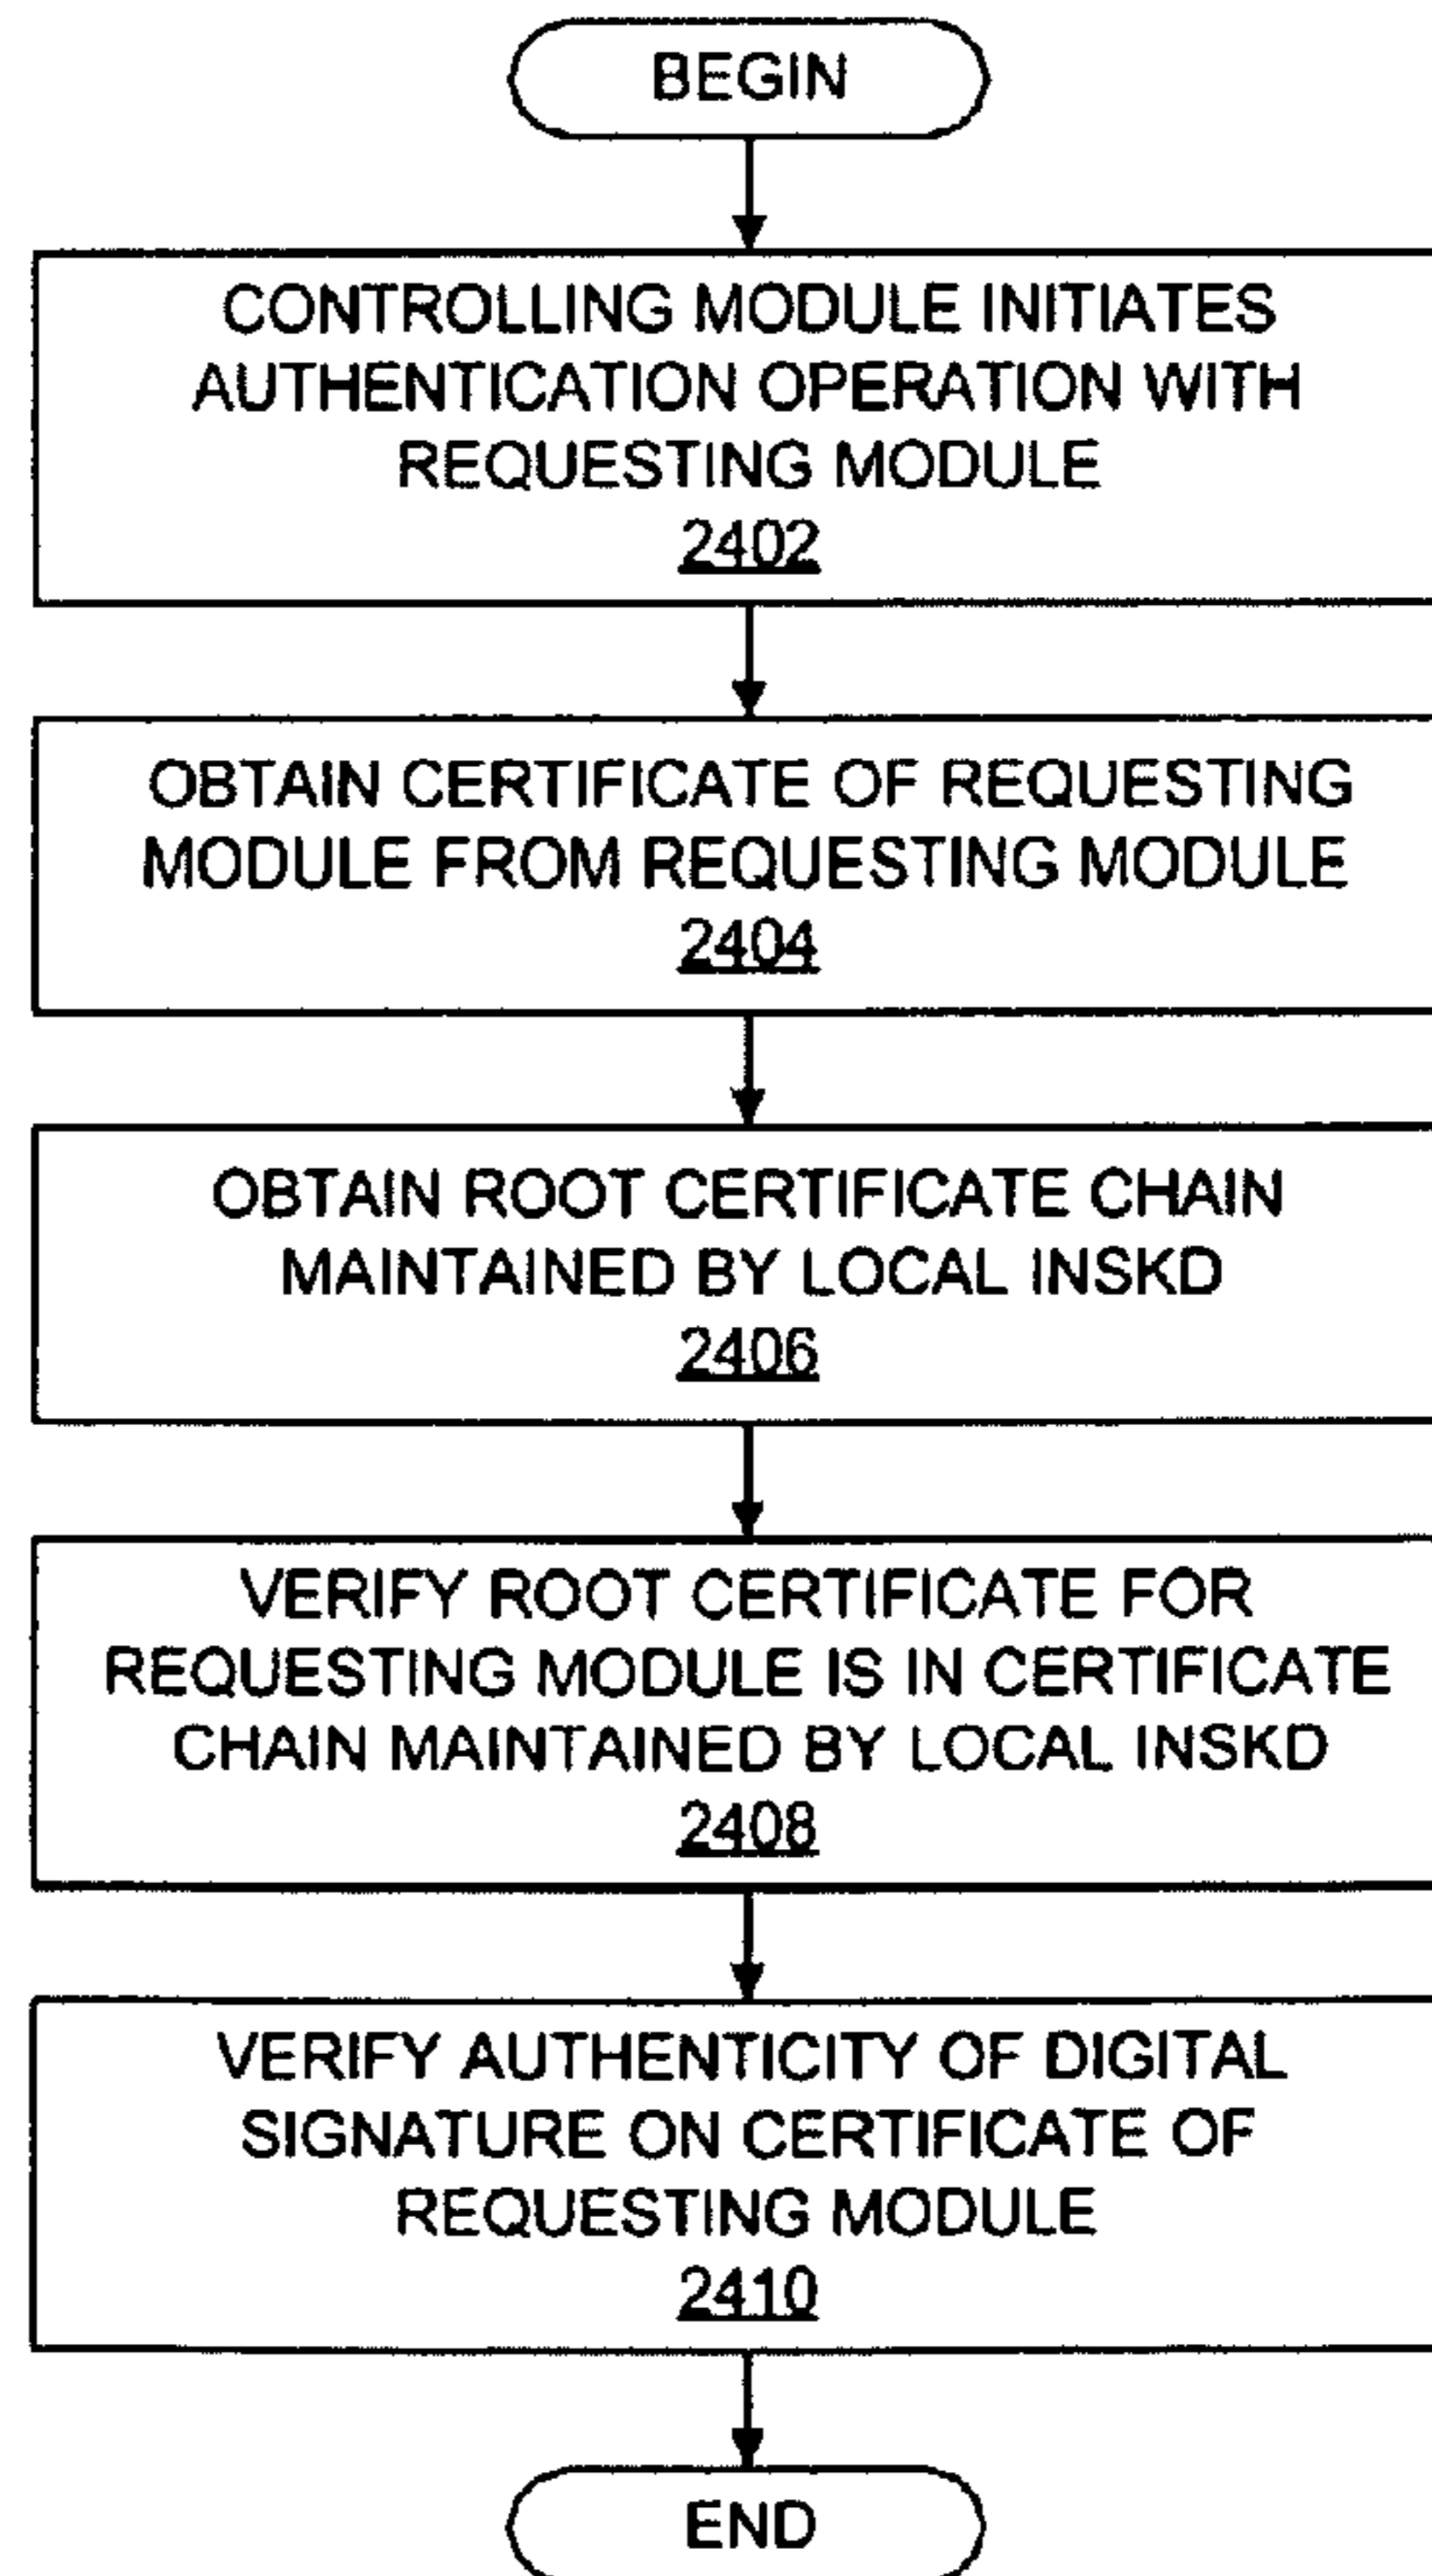 BEGIN
CONTROLLING MODULE INITIATES
AUTHENTICATION OPERATION WITH
REQUESTING MODULE
2402
OBTAIN CERTIFICATE OF REQUESTING
MODULE FROM REQUESTING MODULE
2404
OBTAIN ROOT CERTIFICATE CHAIN
MAINTAINED BY LOCAL INSKD
2406
VERIFY ROOT CERTIFICATE FOR
REQUESTING MODULE IS IN CERTIFICATE
CHAIN MAINTAINED BY LOCAL INSKD
2408
VERIFY AUTHENTICITY OF DIGITAL
SIGNATURE ON CERTIFICATE OF
REQUESTING MODULE
2410
END